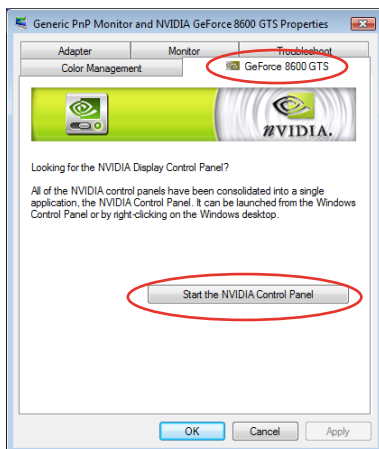 Generic PnP Monitor and NVIDIA GeForce 8600 GTS Properties
Adapter Monitor Troubleshoot
Color Management GeForce 8600 GTS
NVIDIA.
Looking for the NVIDIA Display Control Panel?
All of the NVIDIA control panels have been consolidated into a single
application, the NVIDIA Control Panel. It can be launched from the Windows
Control Panel or by right-clicking on the Windows desktop.
Start the NVIDIA Control Panel
OK Cancel Apply